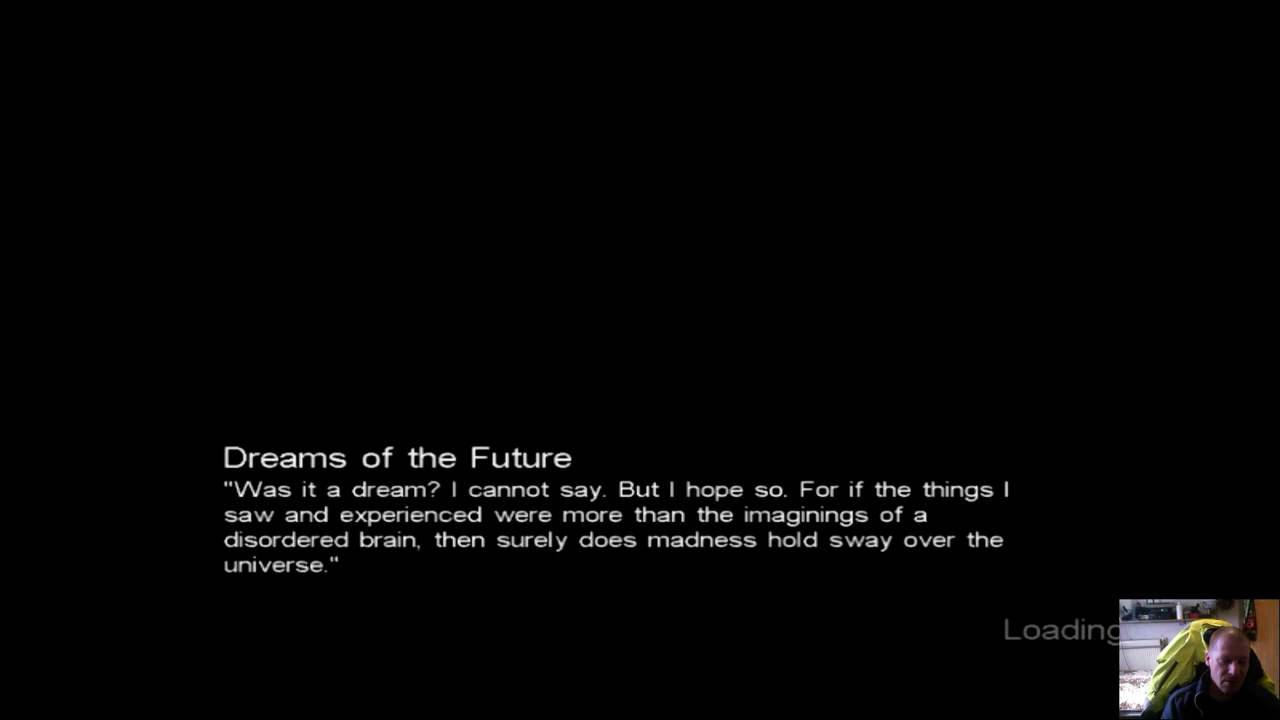 Dreams of the Future
"Was it a dream? I cannot say. But I hope so. For if the things I
saw and experienced were more than the imaginings of a
disordered brain, then surely does madness hold sway over the
universe."
Loading